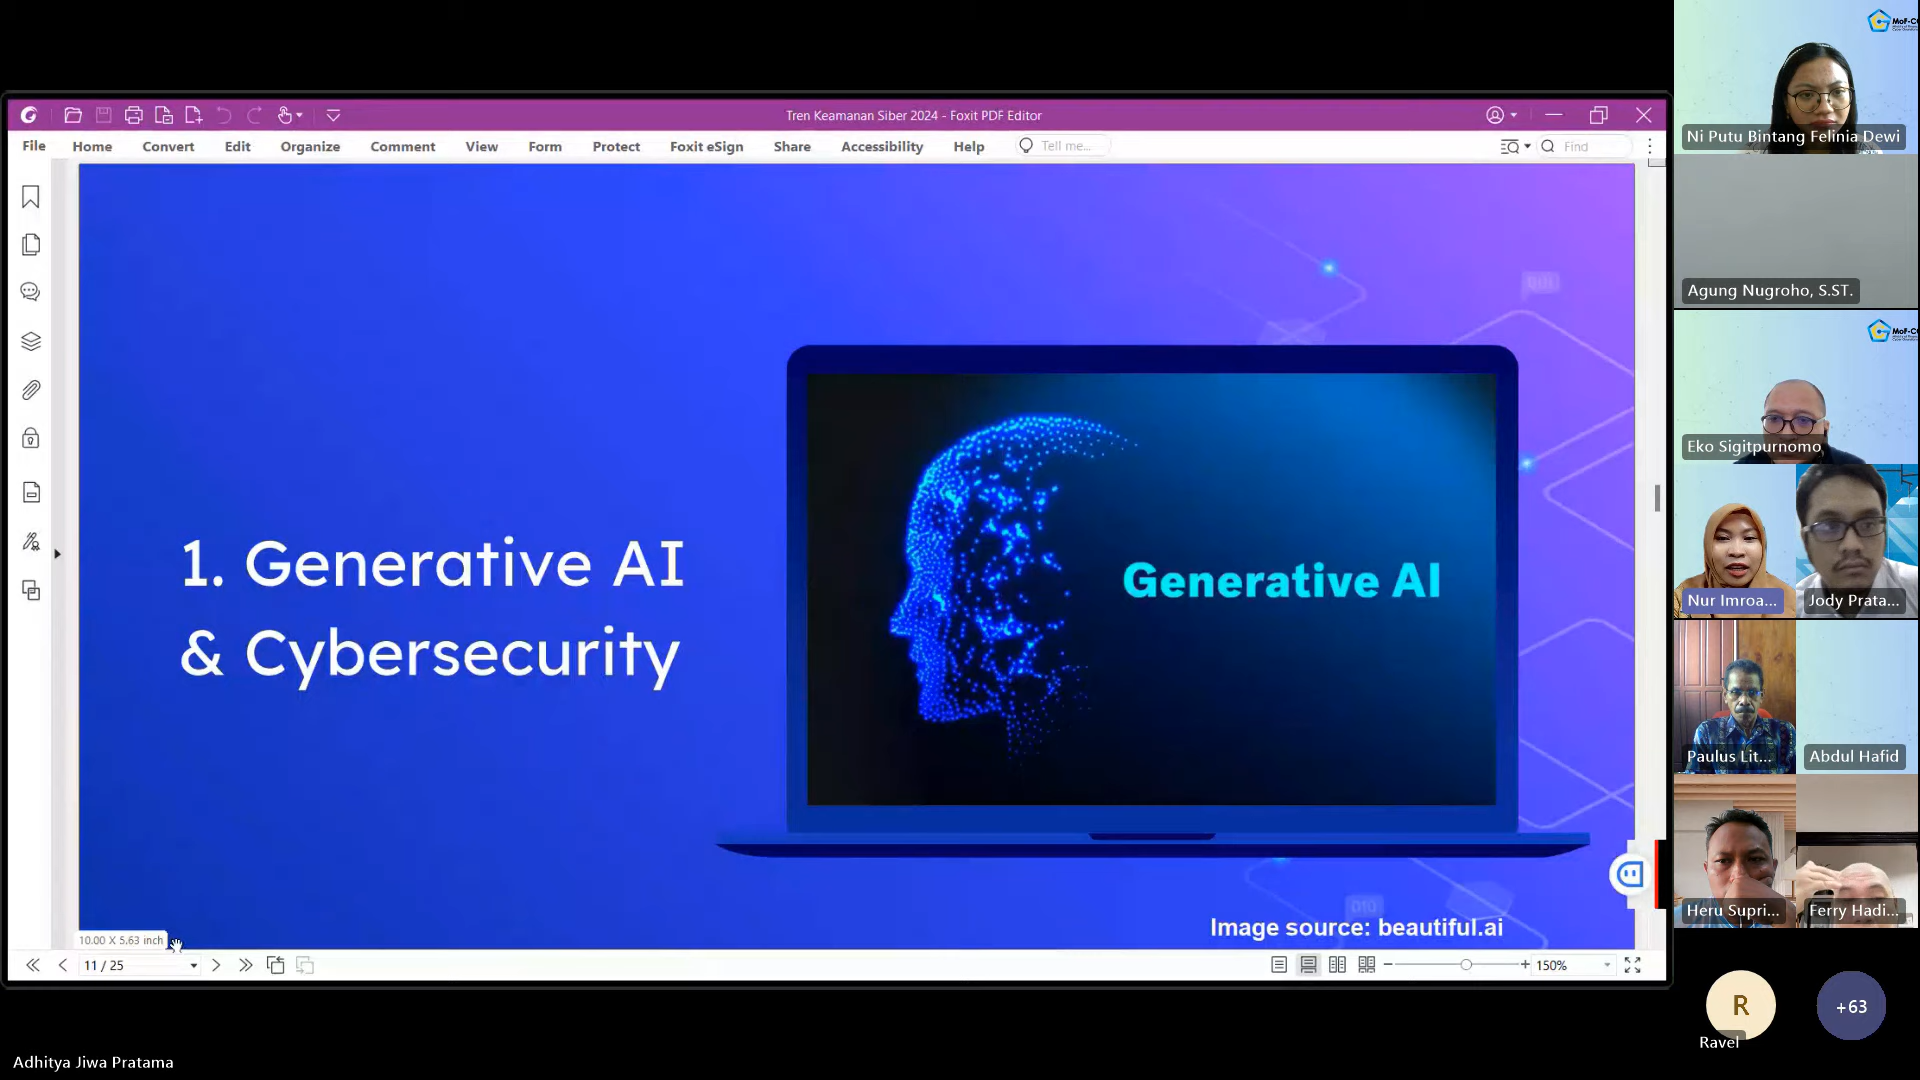 Tren Keamanan Siber 2024 - Foxit PDF Editor
File Home Convert Edit Organize Comment View Form Protect Foxit eSign Share Accessibility Help Tell me... Find
1. Generative AI
& Cybersecurity
Generative AI
Image source: beautiful.ai
10.00 X 5.63 inch
11 / 25
150%
Adhitya Jiwa Pratama
Ni Putu Bintang Felinia Dewi
Agung Nugroho, S.ST.
Eko Sigitpurnomo
Nur Imroa... Jody Prata...
Paulus Lit... Abdul Hafid
Heru Supri... Ferry Hadi...
R +63
Ravel